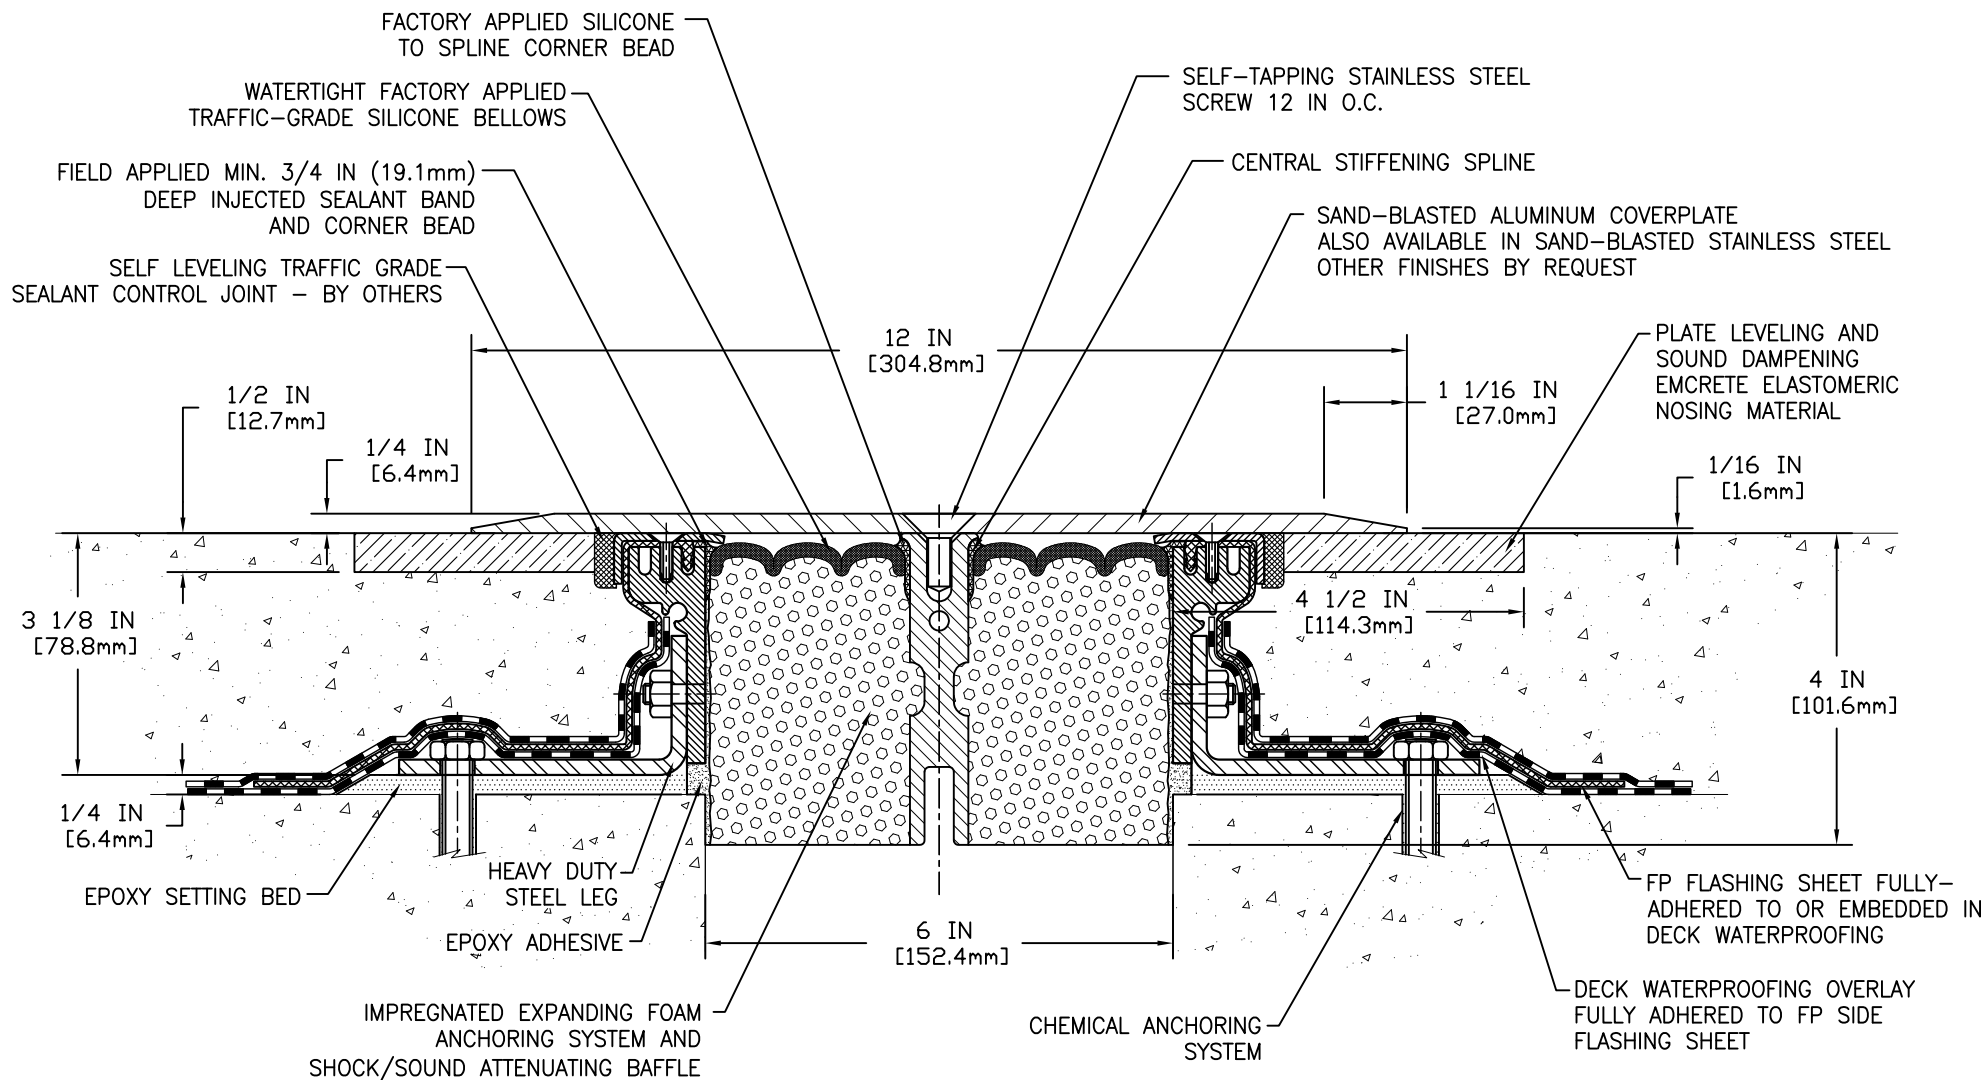 FACTORY APPLIED SILICONE
TO SPLINE CORNER BEAD
WATERTIGHT FACTORY APPLIED
TRAFFIC-GRADE SILICONE BELLOWS
FIELD APPLIED MIN. 3/4 IN (19.1mm)
DEEP INJECTED SEALANT BAND
AND CORNER BEAD
SELF LEVELING TRAFFIC GRADE
SEALANT CONTROL JOINT - BY OTHERS
SELF-TAPPING STAINLESS STEEL
SCREW 12 IN O.C.
CENTRAL STIFFENING SPLINE
SAND-BLASTED ALUMINUM COVERPLATE
ALSO AVAILABLE IN SAND-BLASTED STAINLESS STEEL
OTHER FINISHES BY REQUEST
PLATE LEVELING AND
SOUND DAMPENING
EMCRETE ELASTOMERIC
NOSING MATERIAL
12 IN
[304.8mm]
1/2 IN
[12.7mm]
1/4 IN
[6.4mm]
1 1/16 IN
[27.0mm]
1/16 IN
[1.6mm]
3 1/8 IN
[78.8mm]
4 1/2 IN
[114.3mm]
4 IN
[101.6mm]
1/4 IN
[6.4mm]
EPOXY SETTING BED
HEAVY DUTY
STEEL LEG
EPOXY ADHESIVE
6 IN
[152.4mm]
IMPREGNATED EXPANDING FOAM
ANCHORING SYSTEM AND
SHOCK/SOUND ATTENUATING BAFFLE
CHEMICAL ANCHORING
SYSTEM
FP FLASHING SHEET FULLY-
ADHERED TO OR EMBEDDED IN
DECK WATERPROOFING
DECK WATERPROOFING OVERLAY
FULLY ADHERED TO FP SIDE
FLASHING SHEET